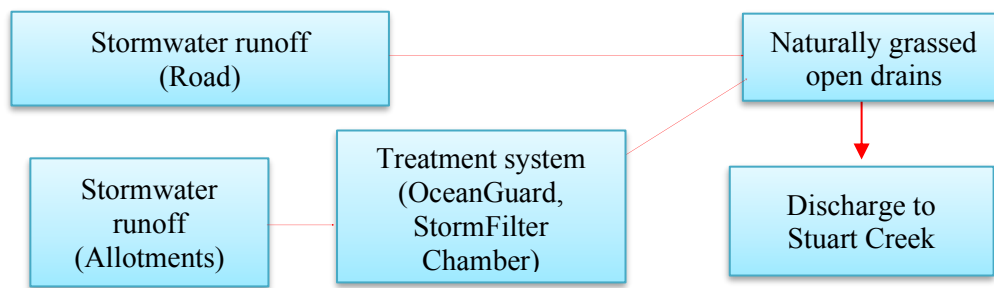 Stormwater runoff
(Road)
Naturally grassed
open drains
Stormwater
runoff
(Allotments)
Treatment system
(OceanGuard,
StormFilter
Chamber)
Discharge to
Stuart Creek